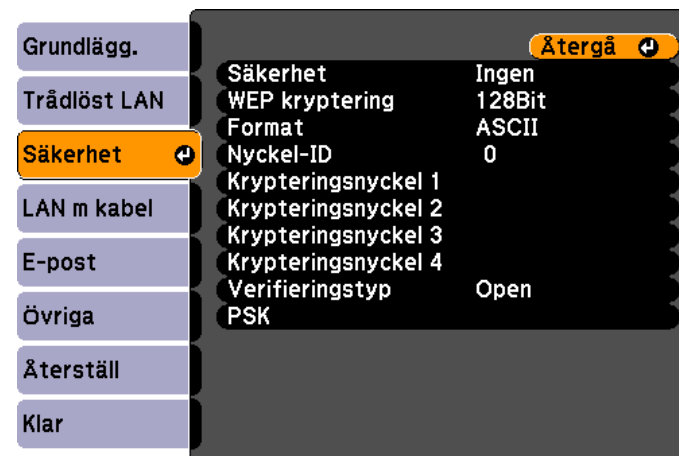 Grundlägg.
Trådlöst LAN
Säkerhet
LAN m kabel
E-post
Övriga
Återställ
Klar
Återgå
Säkerhet Ingen
WEP kryptering 128Bit
Format ASCII
Nyckel-ID 0
Krypteringsnyckel 1
Krypteringsnyckel 2
Krypteringsnyckel 3
Krypteringsnyckel 4
Verifieringstyp Open
PSK